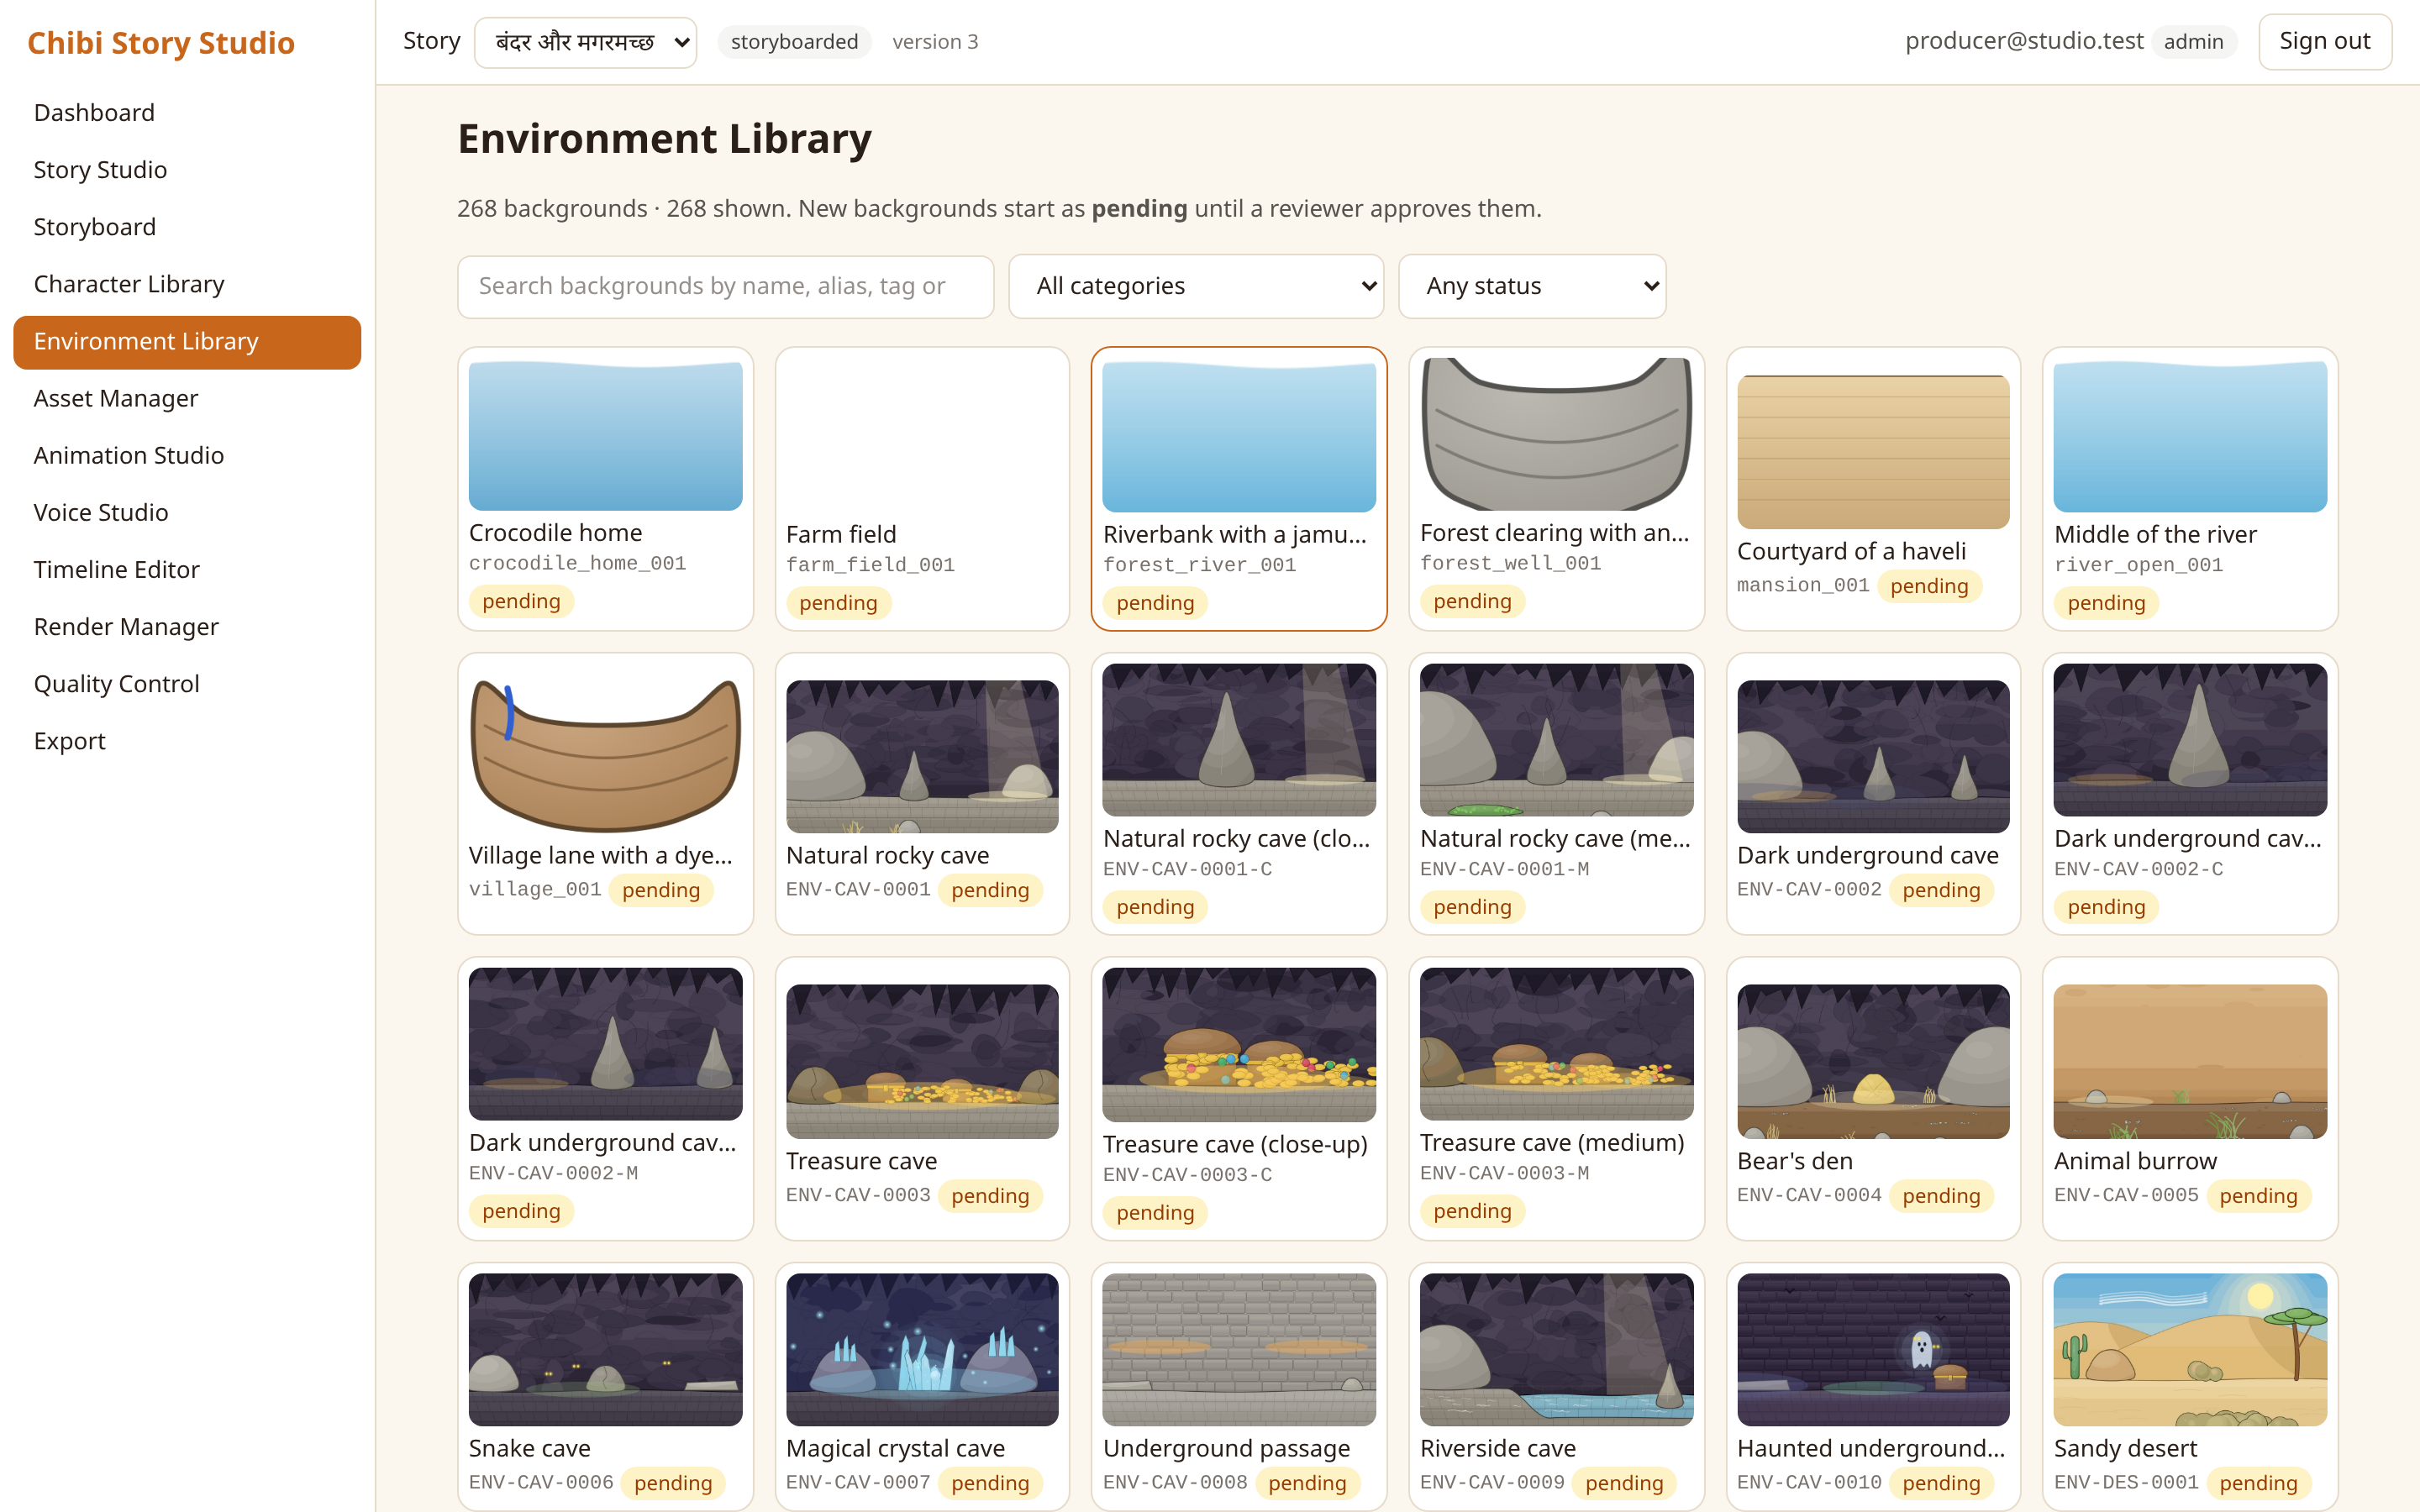 Chibi Story Studio
Story
बंदर और मगरमच्छ
storyboarded
version 3
producer@studio.test
admin
Sign out
Dashboard
Story Studio
Storyboard
Character Library
Environment Library
Asset Manager
Animation Studio
Voice Studio
Timeline Editor
Render Manager
Quality Control
Export
Environment Library
268 backgrounds · 268 shown. New backgrounds start as pending until a reviewer approves them.
Search backgrounds by name, alias, tag or
All categories
Any status
Crocodile home
crocodile_home_001
pending
Farm field
farm_field_001
pending
Riverbank with a jamu...
forest_river_001
pending
Forest clearing with an...
forest_well_001
pending
Courtyard of a haveli
mansion_001 pending
Middle of the river
river_open_001
pending
Village lane with a dye...
village_001 pending
Natural rocky cave
ENV-CAV-0001 pending
Natural rocky cave (clo...
ENV-CAV-0001-C
pending
Natural rocky cave (me...
ENV-CAV-0001-M
pending
Dark underground cave
ENV-CAV-0002 pending
Dark underground cav...
ENV-CAV-0002-C
pending
Dark underground cav...
ENV-CAV-0002-M
pending
Treasure cave
ENV-CAV-0003 pending
Treasure cave (close-up)
ENV-CAV-0003-C
pending
Treasure cave (medium)
ENV-CAV-0003-M
pending
Bear's den
ENV-CAV-0004 pending
Animal burrow
ENV-CAV-0005 pending
Snake cave
ENV-CAV-0006 pending
Magical crystal cave
ENV-CAV-0007 pending
Underground passage
ENV-CAV-0008 pending
Riverside cave
ENV-CAV-0009 pending
Haunted underground...
ENV-CAV-0010 pending
Sandy desert
ENV-DES-0001 pending